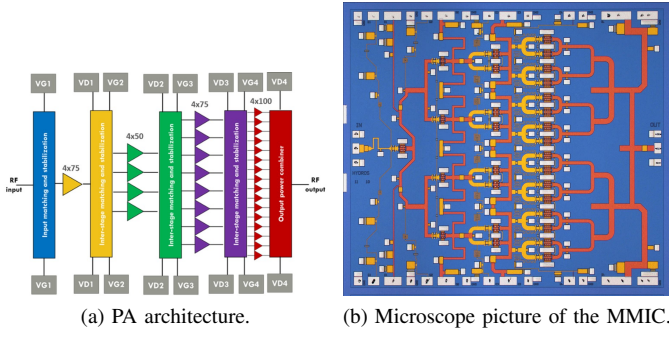 VG1
VD1
VG2
VD2
VG3
VD3
VG4
VD4
4x75
4x100
4x50
4x75
RF
input
Input matching and stabilization
Inter-stage matching and stabilization
Inter-stage matching and stabilization
Inter-stage matching and stabilization
Output power combiner
RF
output
VG1
VD1
VG2
VD2
VG3
VD3
VG4
VD4
IN
OUT
(a) PA architecture.
(b) Microscope picture of the MMIC.